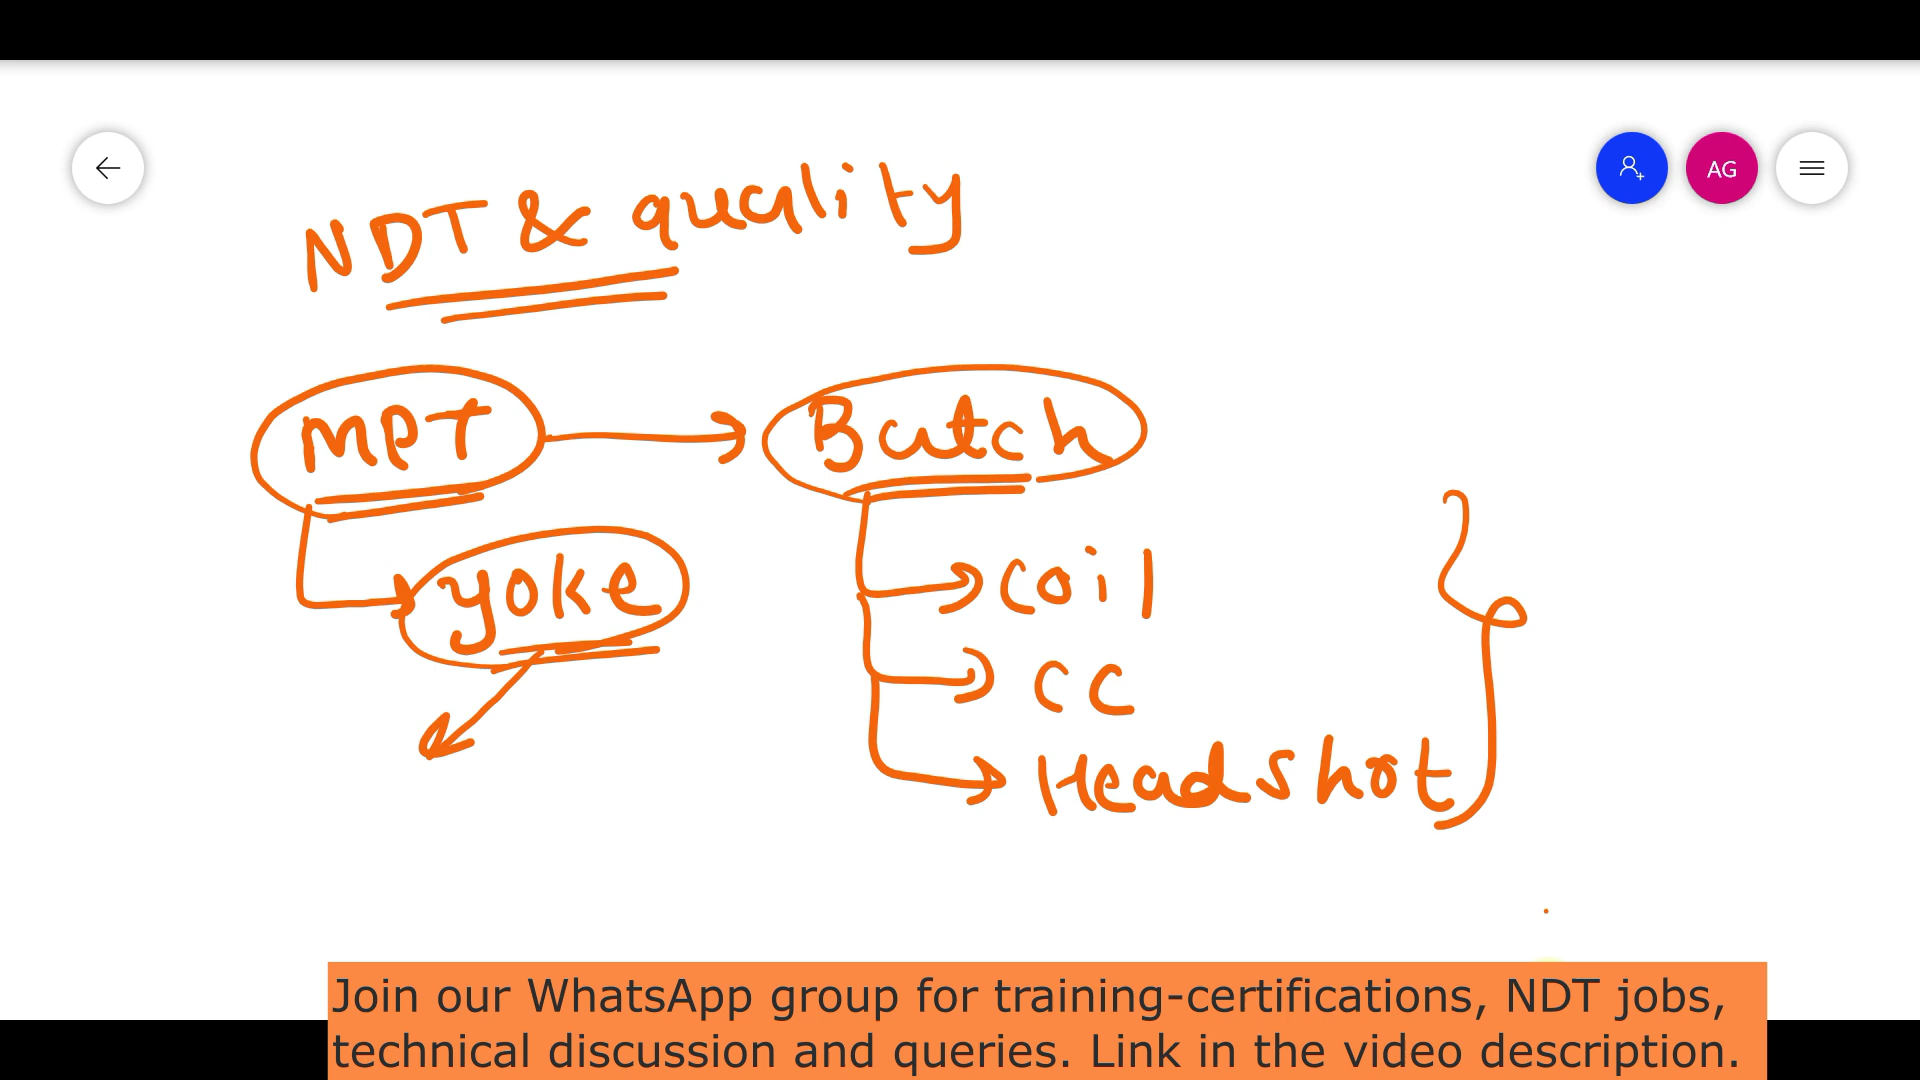 AG
NDT & quality
MPT
Batch
yoke
coil
cc
Headshot
Join our WhatsApp group for training-certifications, NDT jobs,
technical discussion and queries. Link in the video description.